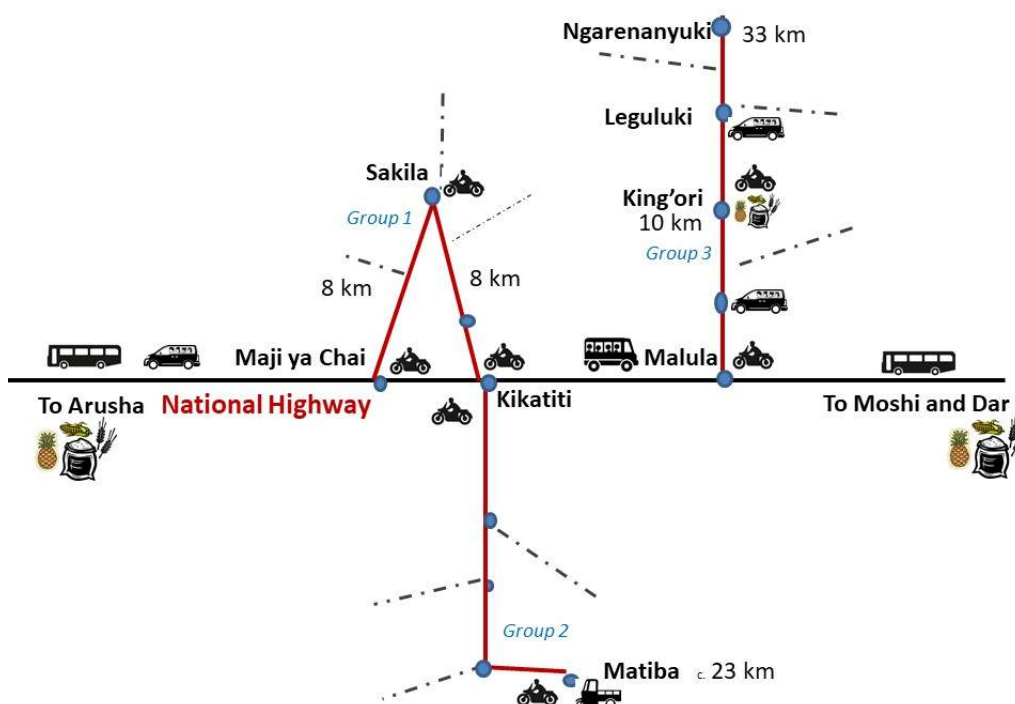 Ngarenanyuki
33 km
Leguluki
Sakila
Group 1
King'ori
10 km
Group 3
8 km
8 km
Maji ya Chai
Malula
To Arusha
National Highway
Kikatiti
To Moshi and Dar
Group 2
Matiba
c. 23 km